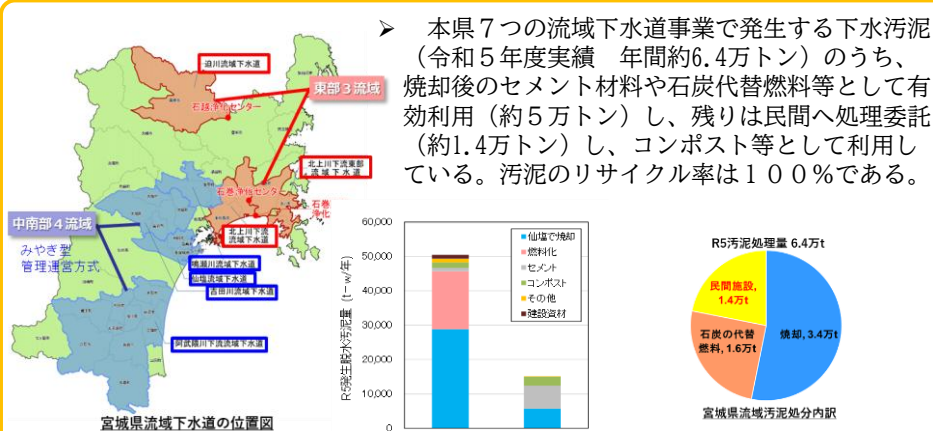 ➢ 本県７つの流域下水道事業で発生する下水汚泥
（令和５年度実績 年間約6.4万トン）のうち、
焼却後のセメント材料や石炭代替燃料等として有
効利用（約５万トン）し、残りは民間へ処理委託
（約1.4万トン）し、コンポスト等として利用し
ている。汚泥のリサイクル率は１００％である。
迫川流域下水道
東部３流域
石越浄化センター
北上川下流東部
流域下水道
石巻浄化センター
石巻
浄化
北上川下流
流域下水道
中南部４流域
みやぎ型
管理運営方式
鳴瀬川流域下水道
仙塩流域下水道
吉田川流域下水道
阿武隈川下流流域下水道
宮城県流域下水道の位置図
R5発生脱水汚泥量（t-w/年）
60,000
50,000
40,000
30,000
20,000
10,000
0
仙塩で焼却
燃料化
セメント
コンポスト
その他
建設資材
R5汚泥処理量 6.4万t
民間施設,
1.4万t
石炭の代替
燃料, 1.6万t
焼却, 3.4万t
宮城県流域汚泥処分内訳